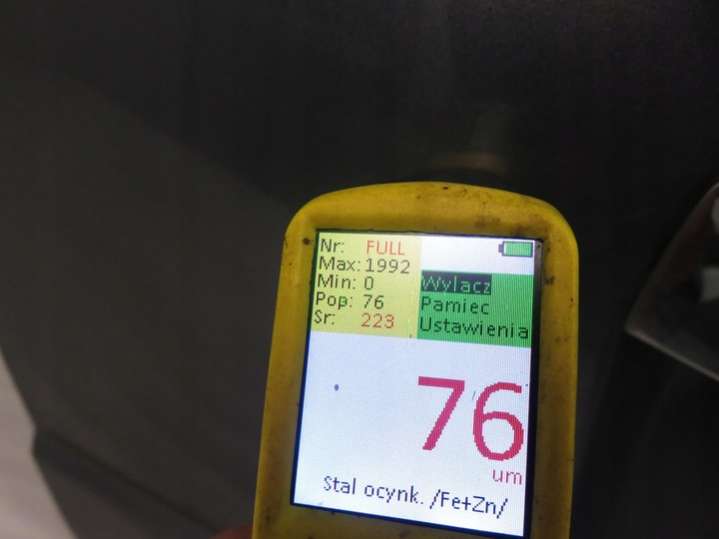 Nr: FULL
Max: 1992
Min: 0
Pop: 76
Sr: 223
Wylacz
Pamiec
Ustawienia
76
um
Stal ocynk. /Fe+Zn/